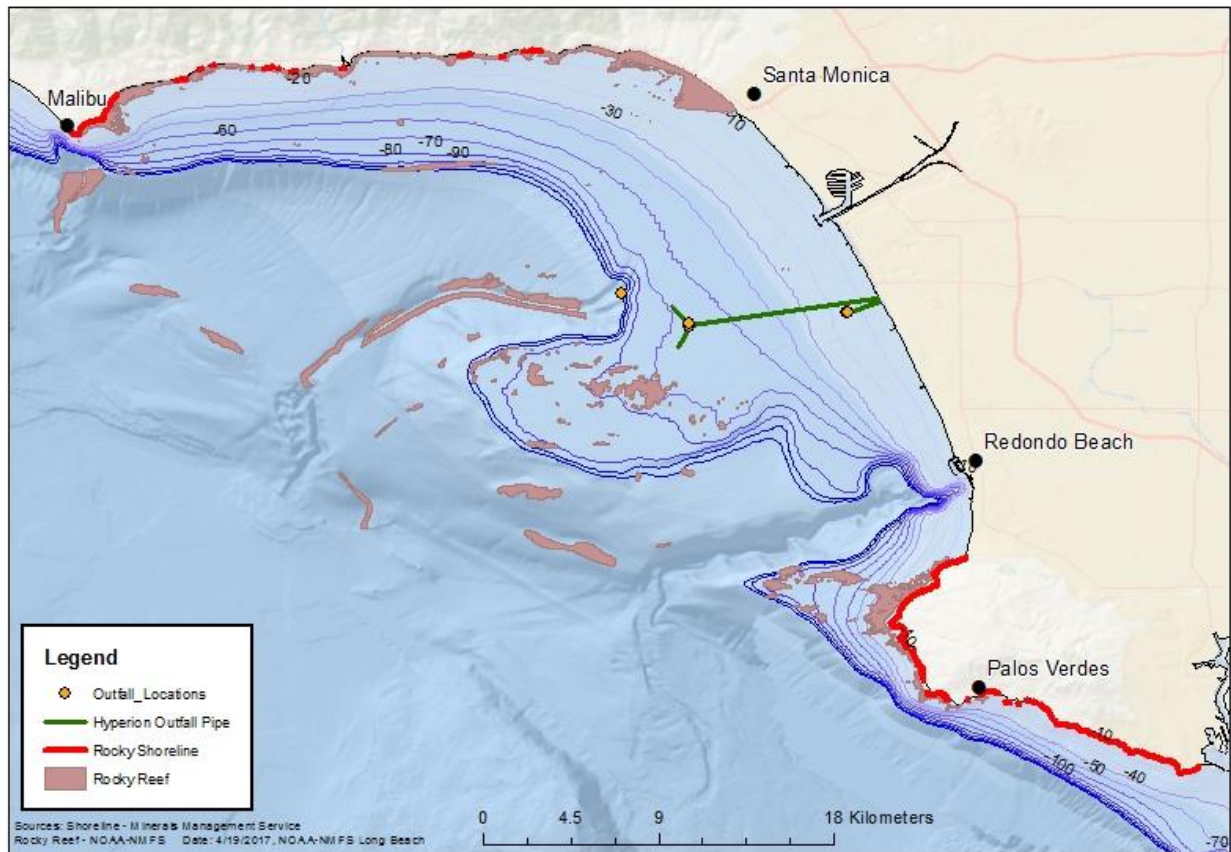 Malibu
Santa Monica
-20
-30
-10
-60
-70
-80
-90
Redondo Beach
Palos Verdes
-10
-100
-50
-40
-70
Legend
Outfall_Locations
Hyperion Outfall Pipe
Rocky Shoreline
Rocky Reef
Sources: Shoreline - Minerals Management Service
Rocky Reef - NOAA-NMFS Date: 4/19/2017, NOAA-NMFS Long Beach
0 4.5 9 18 Kilometers